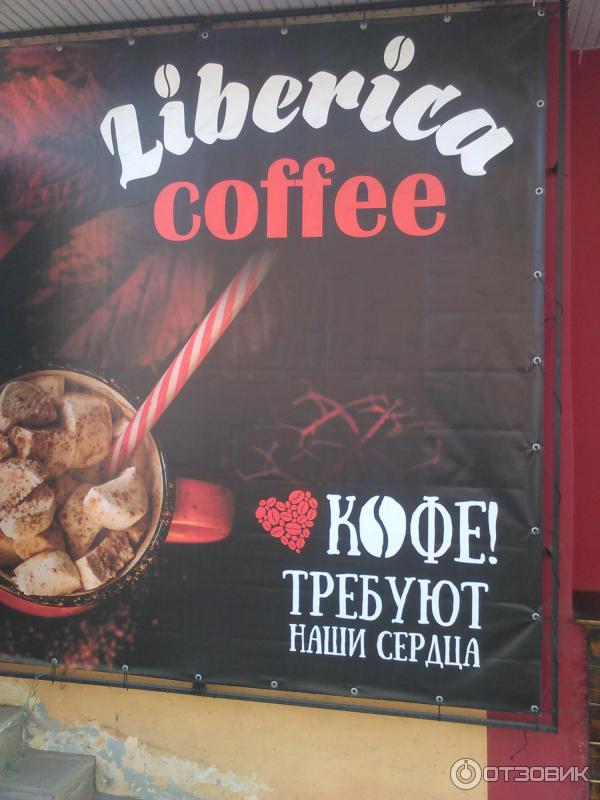 Liberica
coffee
КОФЕ!
ТРЕБУЮТ
НАШИ СЕРДЦА
ОТЗОВИК